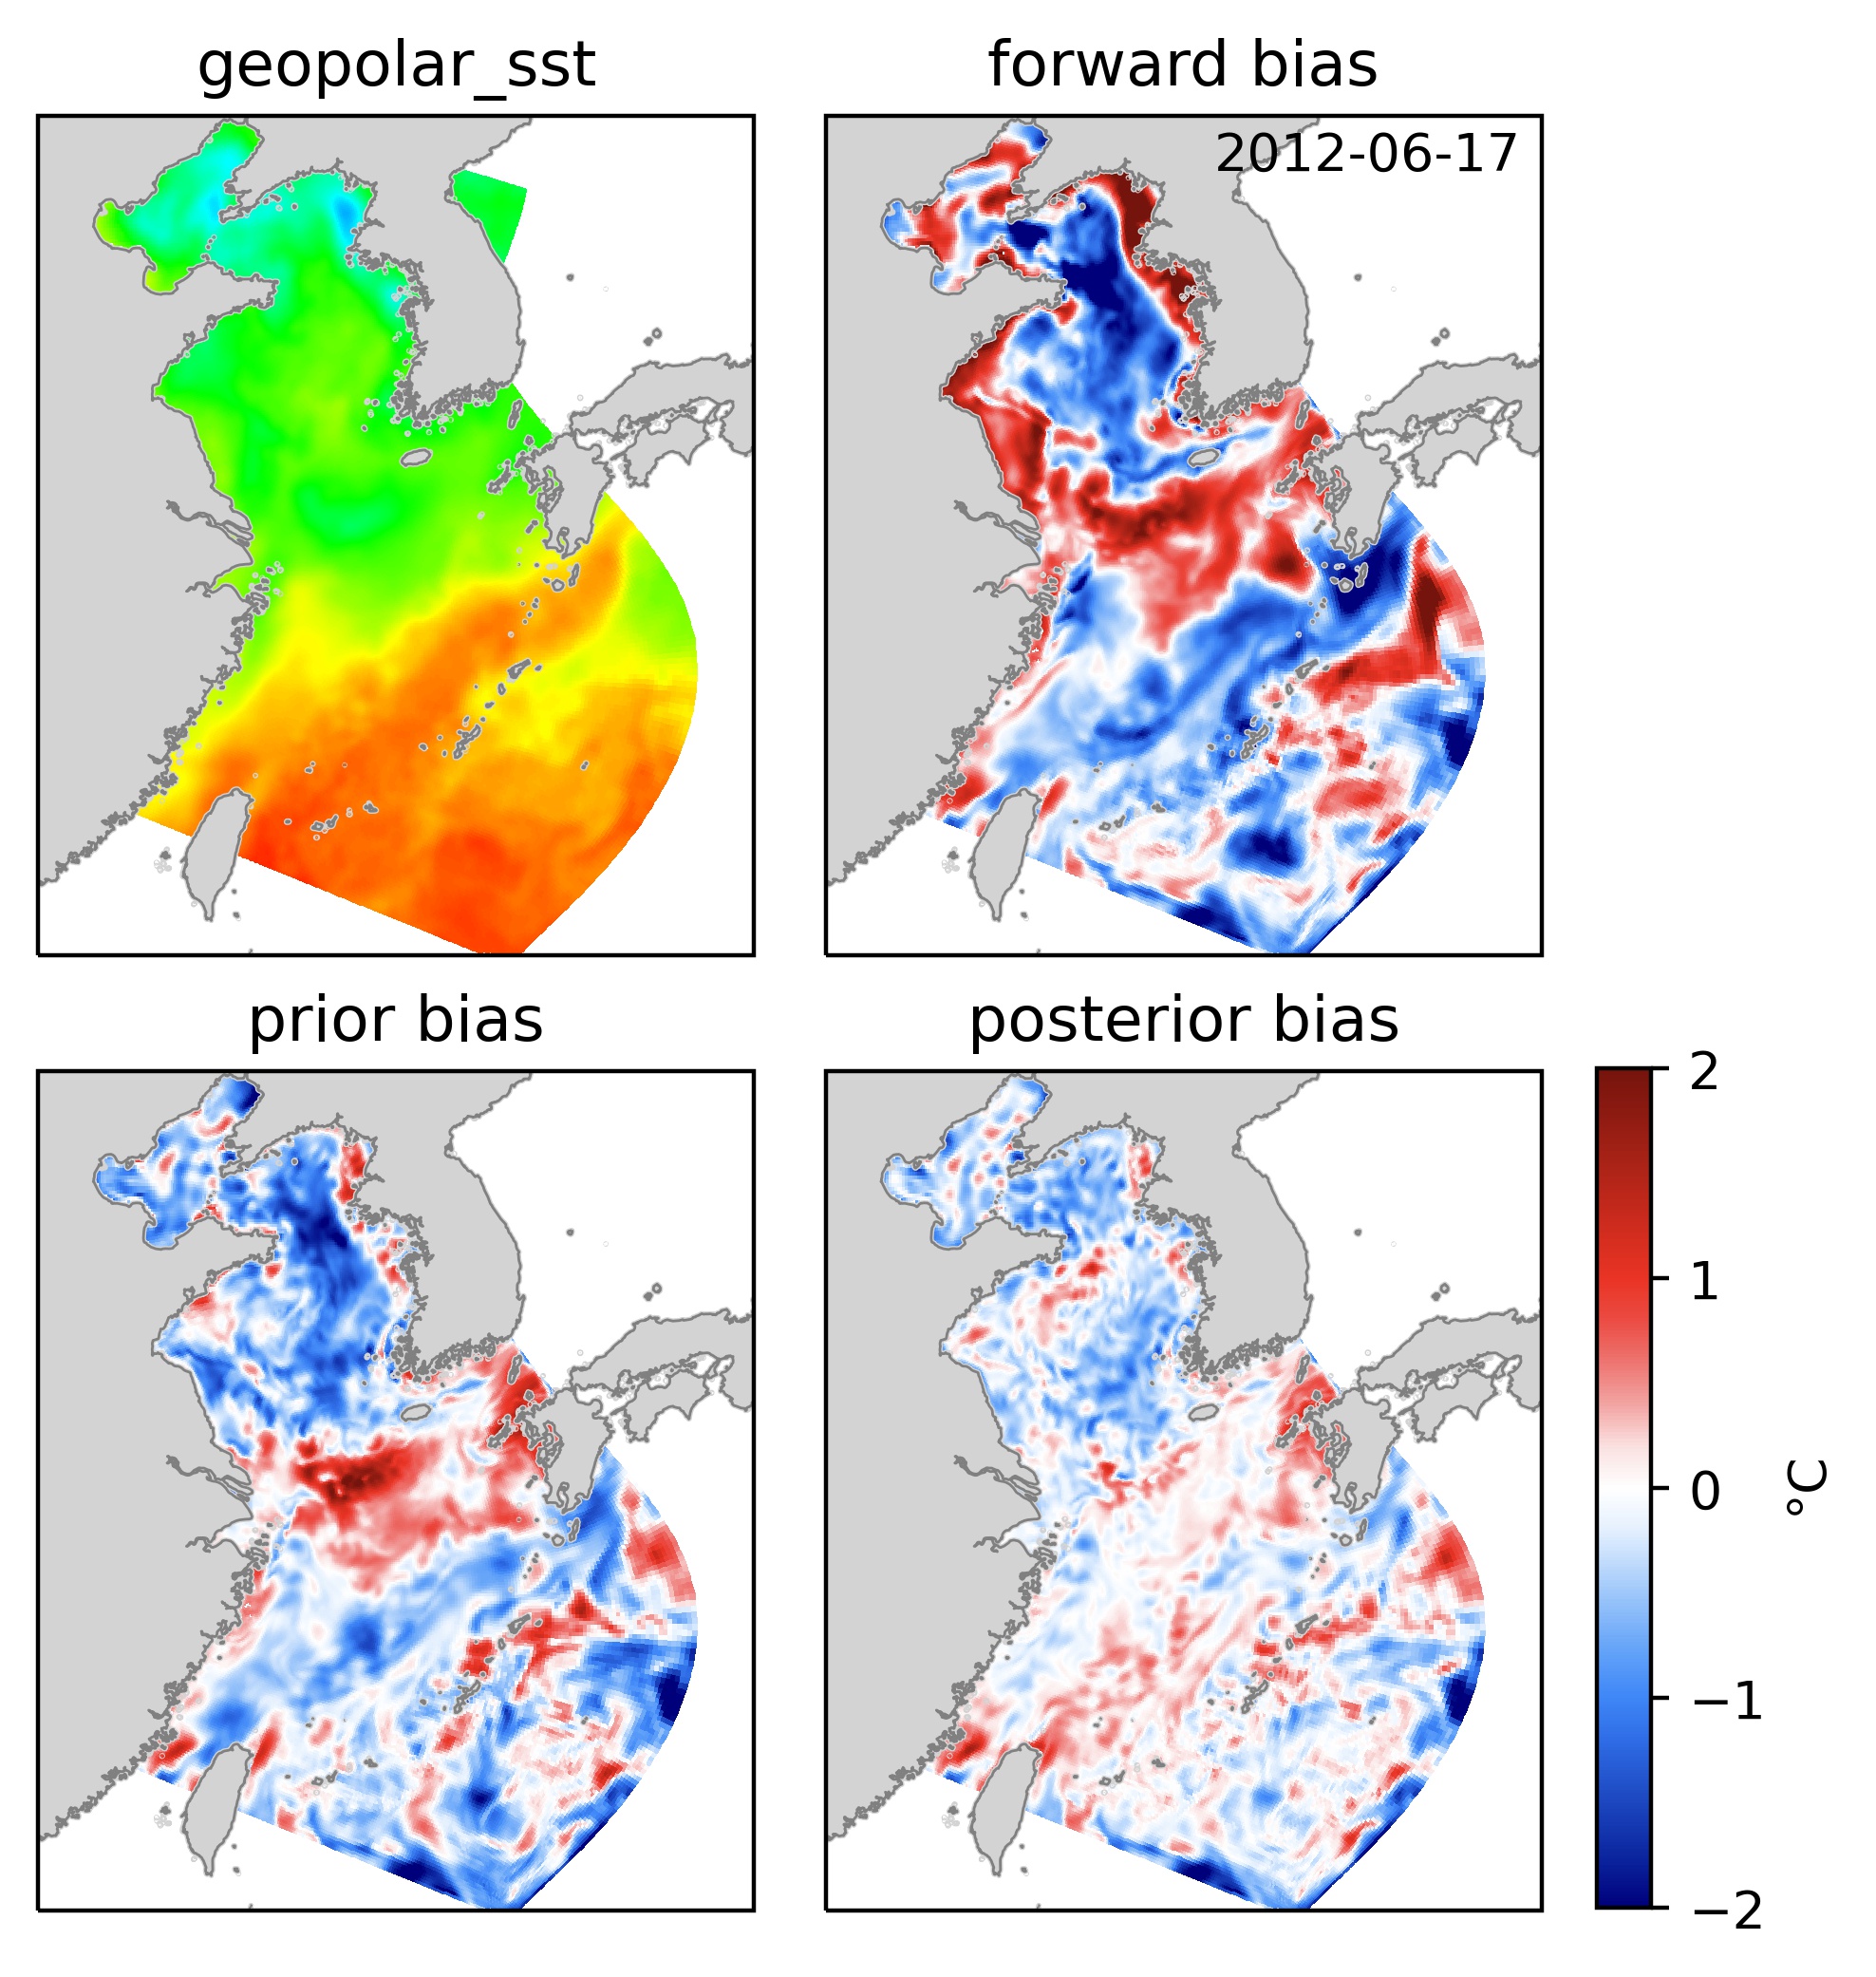 geopolar_sst
forward bias
2012-06-17
prior bias
posterior bias
2
1
0
−1
−2
°C